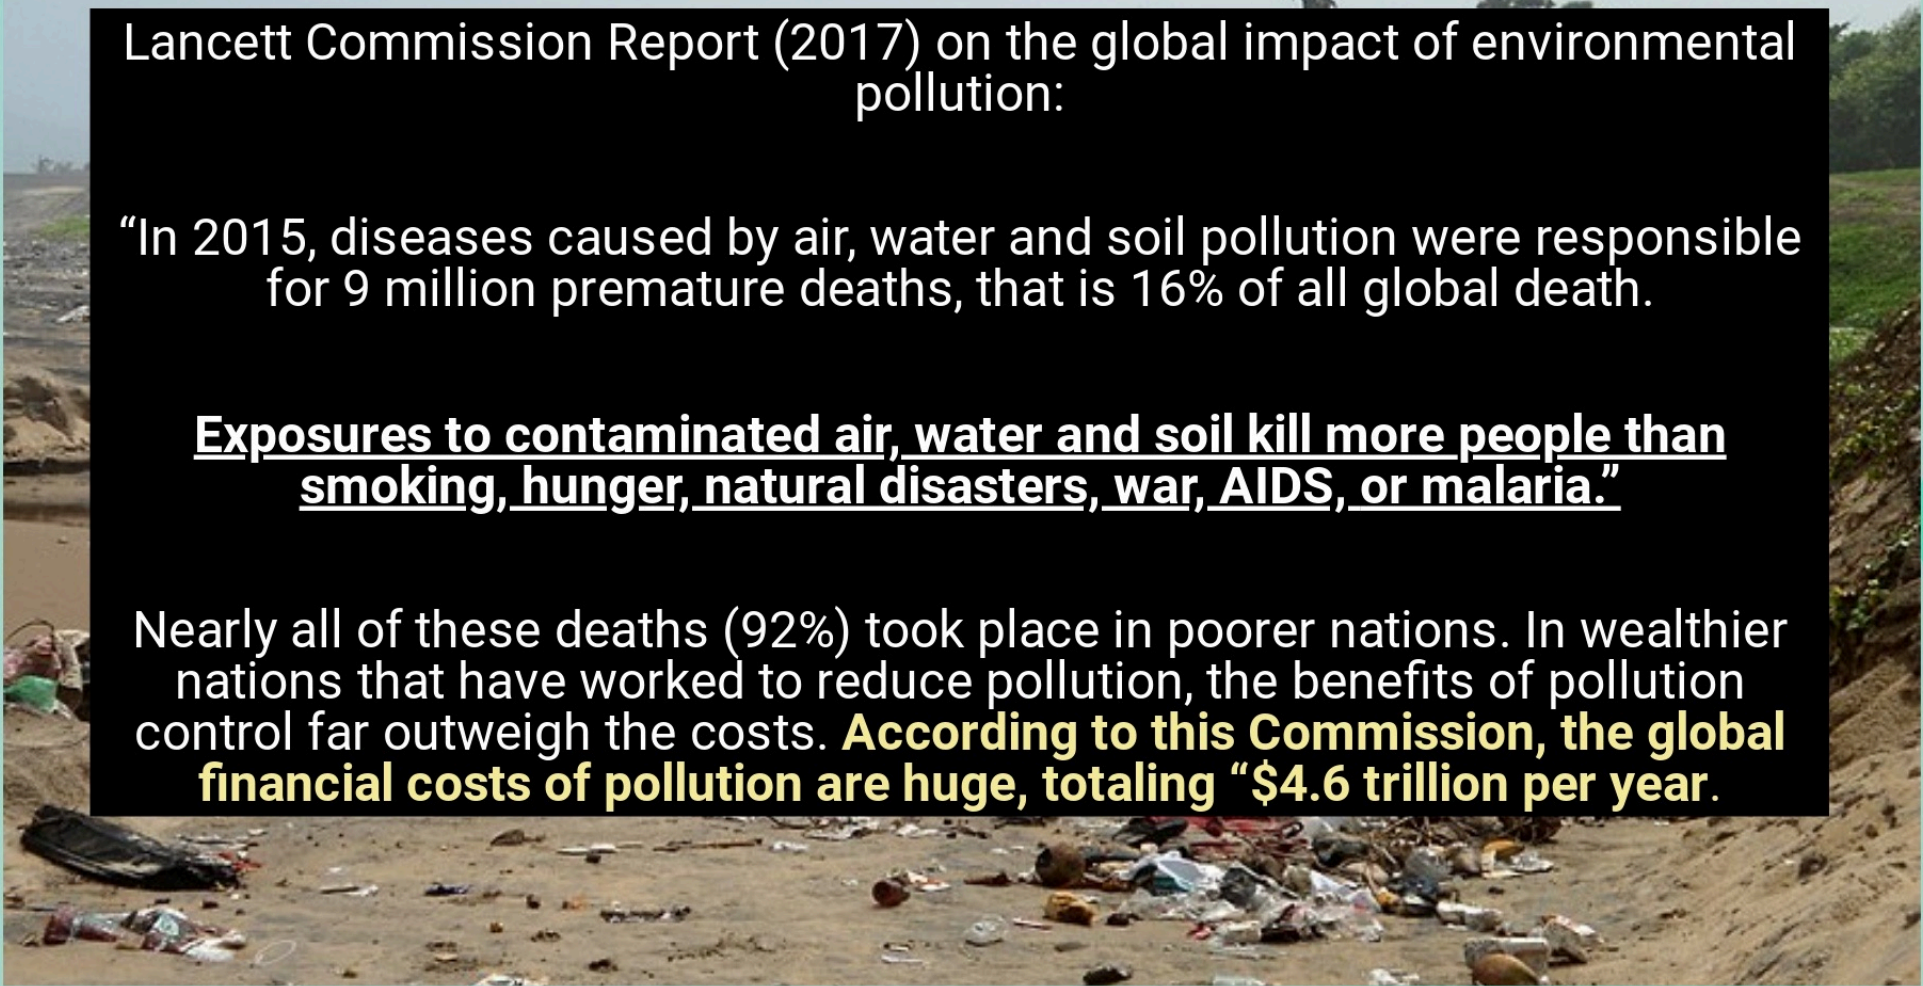 Lancett Commission Report (2017) on the global impact of environmental
pollution:
“In 2015, diseases caused by air, water and soil pollution were responsible
for 9 million premature deaths, that is 16% of all global death.
Exposures to contaminated air, water and soil kill more people than
smoking, hunger, natural disasters, war, AIDS, or malaria.”
Nearly all of these deaths (92%) took place in poorer nations. In wealthier
nations that have worked to reduce pollution, the benefits of pollution
control far outweigh the costs. According to this Commission, the global
financial costs of pollution are huge, totaling “$4.6 trillion per year.